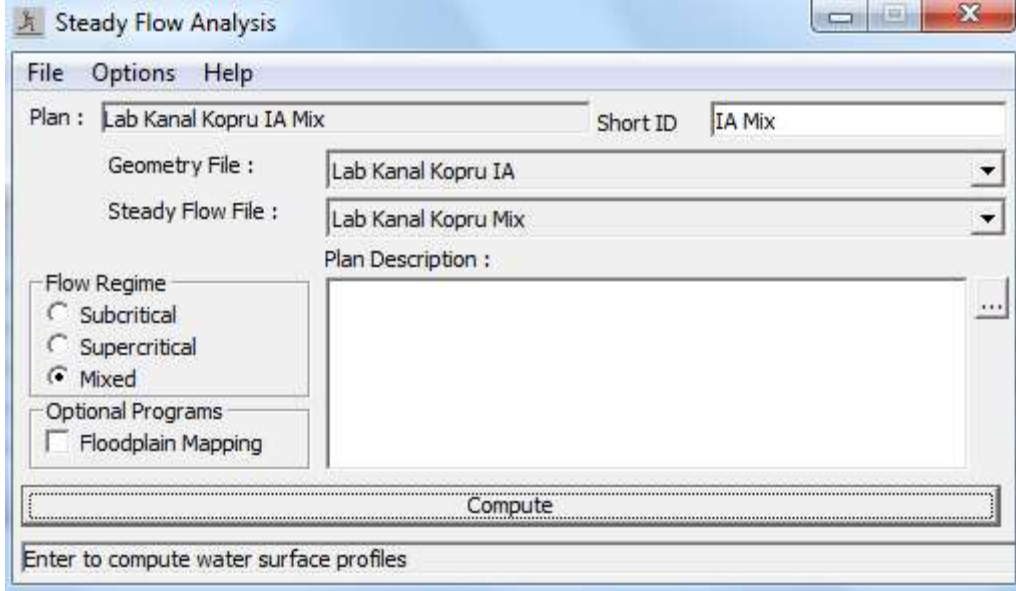 Steady Flow Analysis
File Options Help
Plan : Lab Kanal Kopru IA Mix Short ID IA Mix
Geometry File : Lab Kanal Kopru IA
Steady Flow File : Lab Kanal Kopru Mix
Plan Description :
Flow Regime
Subcritical
Supercritical
Mixed
Optional Programs
Floodplain Mapping
...
Compute
Enter to compute water surface profiles